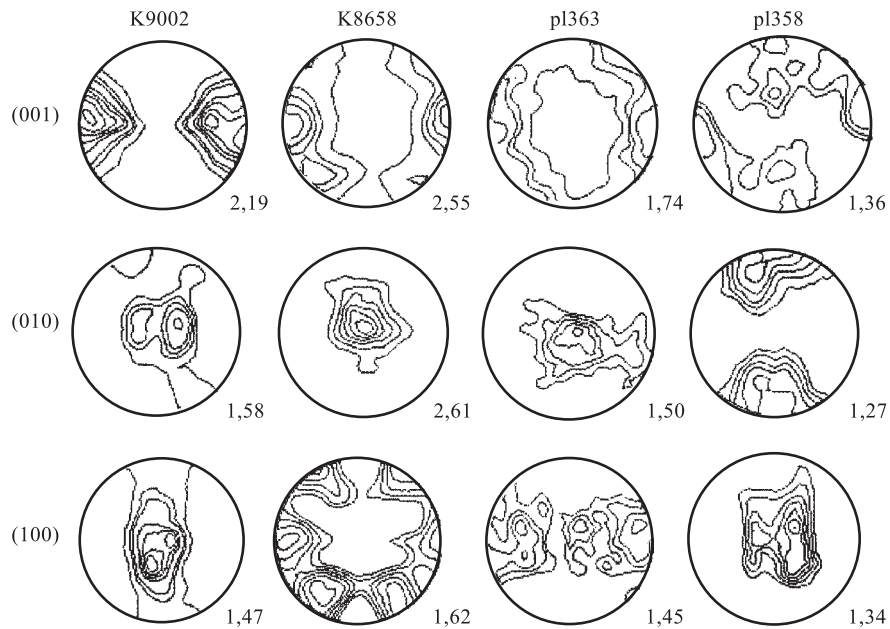 K9002 K8658 pl363 pl358
(001)
2,19 2,55 1,74 1,36
(010)
1,58 2,61 1,50 1,27
(100)
1,47 1,62 1,45 1,34